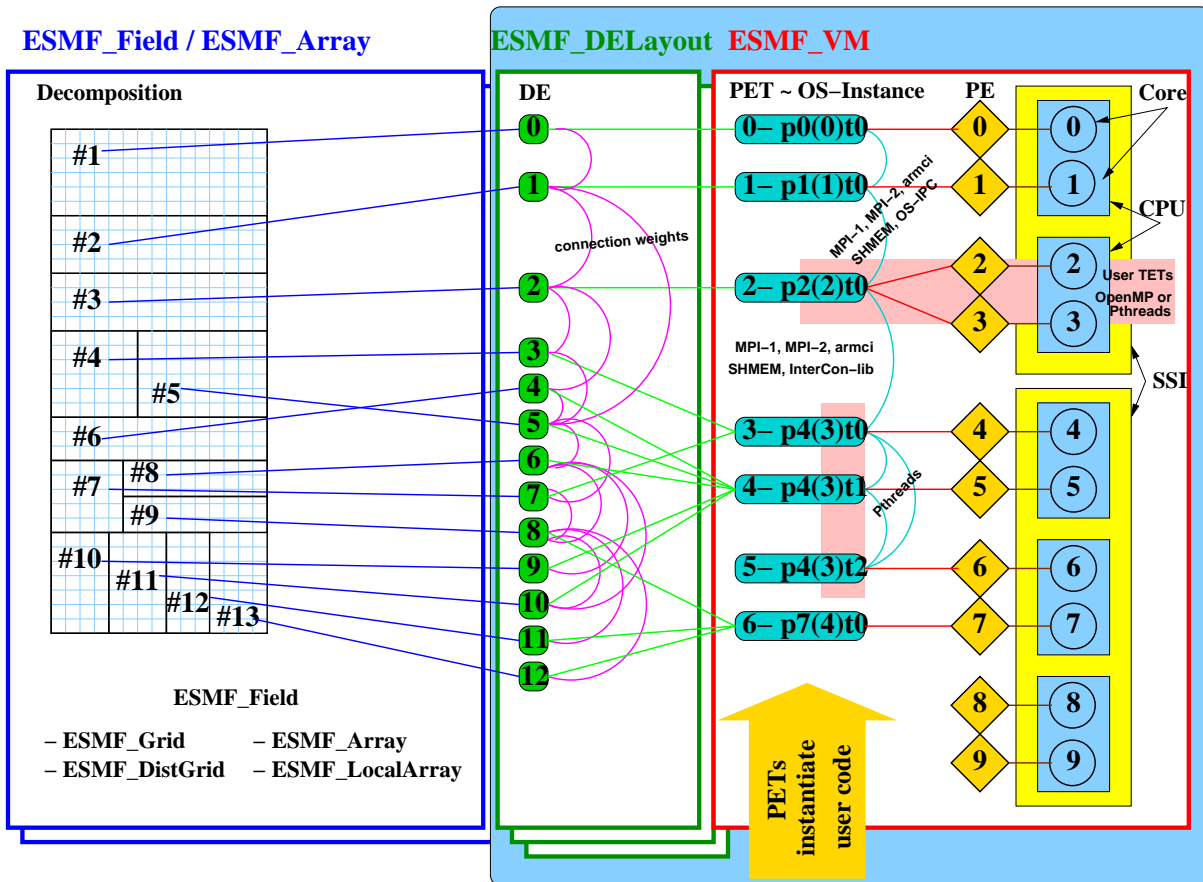 ESMF_Field / ESMF_Array
ESMF_DELayout
ESMF_VM
Decomposition
DE
PET ~ OS−Instance
PE
Core
CPU
SSI
#1
#2
#3
#4
#5
#6
#7
#8
#9
#10
#11
#12
#13
0
1
2
3
4
5
6
7
8
9
10
11
12
connection weights
0− p0(0)t0
1− p1(1)t0
2− p2(2)t0
3− p4(3)t0
4− p4(3)t1
5− p4(3)t2
6− p7(4)t0
MPI−1, MPI−2, armci
SHMEM, OS−IPC
MPI−1, MPI−2, armci
SHMEM, InterCon−lib
Pthreads
0
1
2
3
4
5
6
7
8
9
0
1
2
3
4
5
6
7
8
9
User TETs
OpenMP or
Pthreads
ESMF_Field
− ESMF_Grid
− ESMF_Array
− ESMF_DistGrid
− ESMF_LocalArray
PETs
instantiate
user code